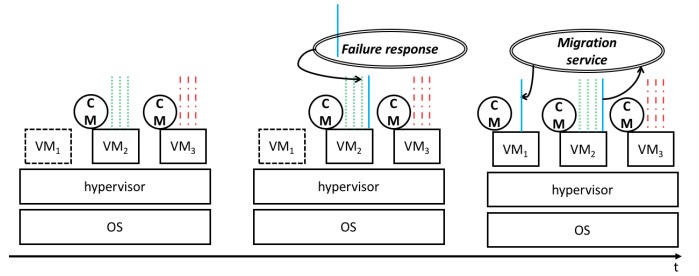 Failure response
Migration
service
C
M
C
M
VM₁
VM₂
VM₃
hypervisor
OS
C
M
C
M
VM₁
VM₂
VM₃
hypervisor
OS
C
M
C
M
C
M
VM₁
VM₂
VM₃
hypervisor
OS
t